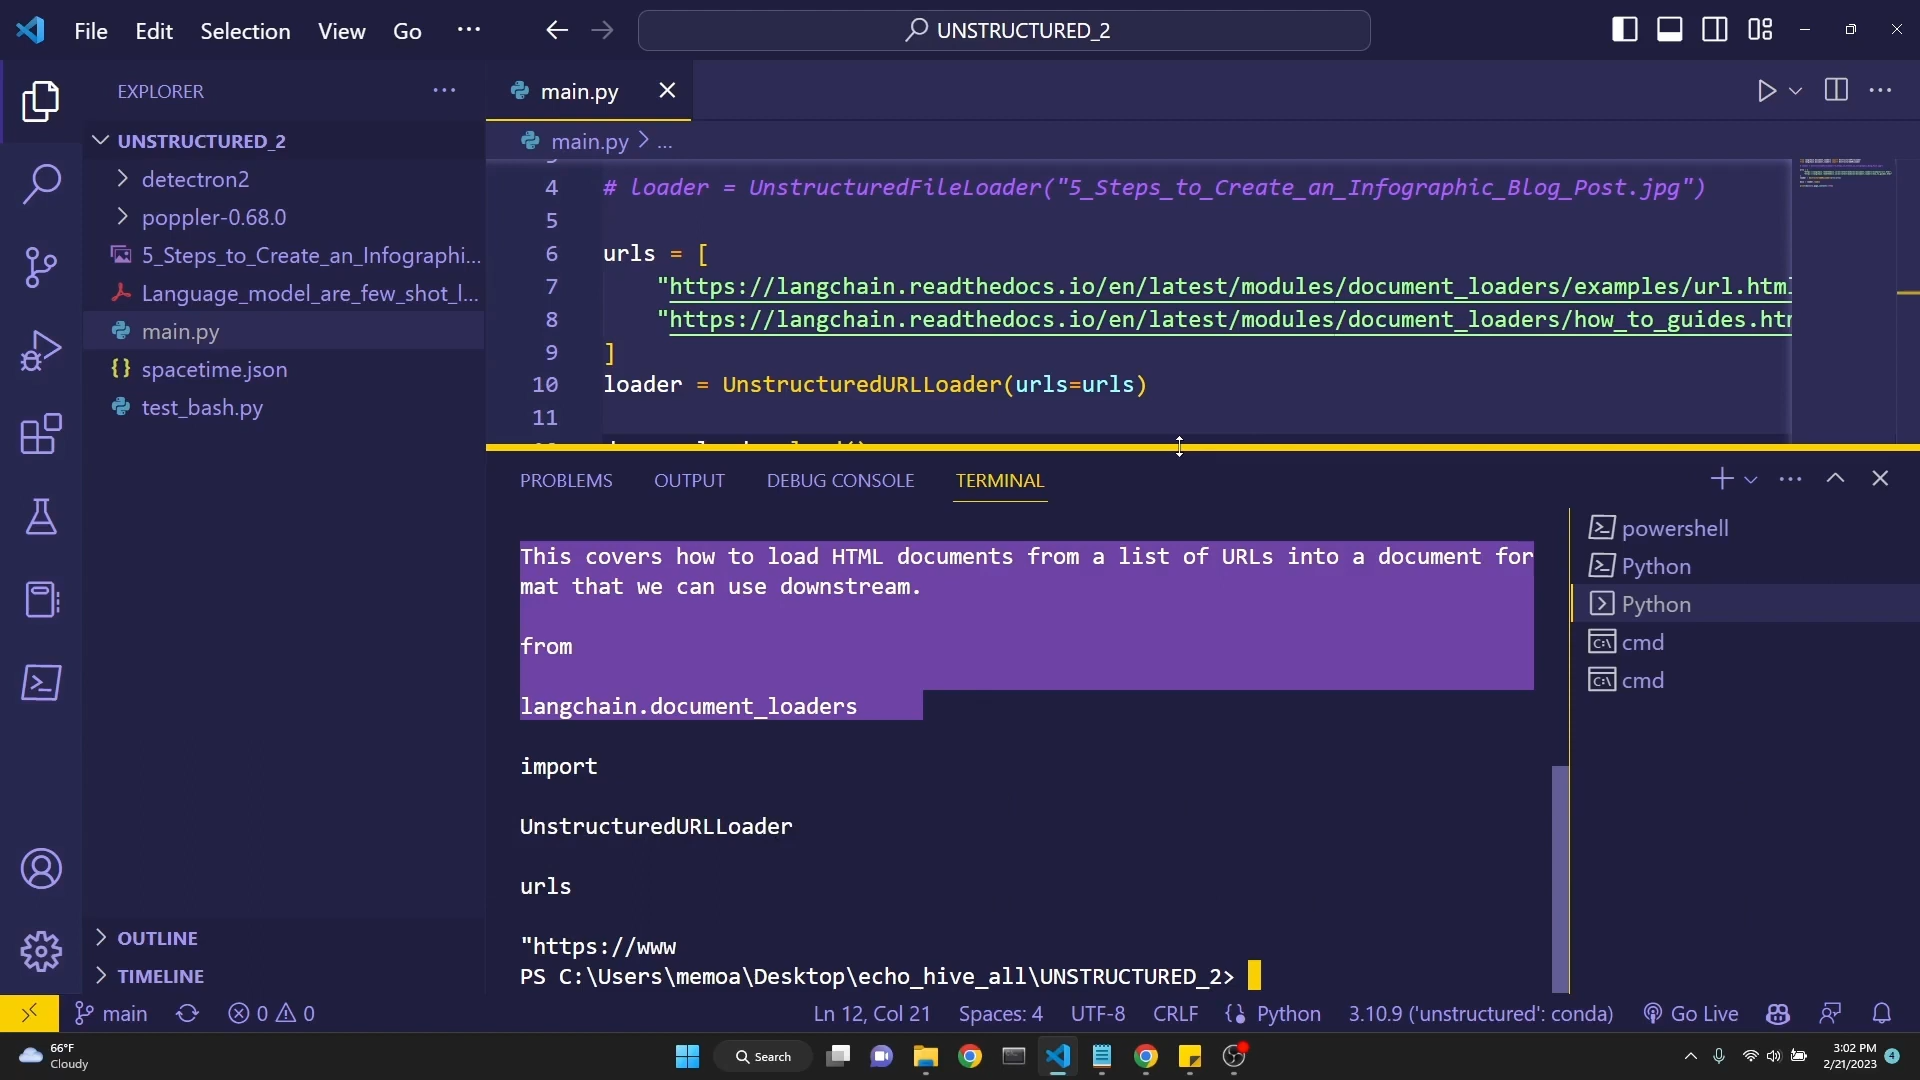 File Edit Selection View Go ···
UNSTRUCTURED_2
EXPLORER
main.py
UNSTRUCTURED_2
main.py > ...
detectron2
poppler-0.68.0
5_Steps_to_Create_an_Infographi...
Language_model_are_few_shot_l...
main.py
spacetime.json
test_bash.py
4 # loader = UnstructuredFileLoader("5_Steps_to_Create_an_Infographic_Blog_Post.jpg")
5
6 urls = [
7 "https://langchain.readthedocs.io/en/latest/modules/document_loaders/examples/url.html
8 "https://langchain.readthedocs.io/en/latest/modules/document_loaders/how_to_guides.htm
9 ]
10 loader = UnstructuredURLLoader(urls=urls)
11
PROBLEMS OUTPUT DEBUG CONSOLE TERMINAL
This covers how to load HTML documents from a list of URLs into a document for
mat that we can use downstream.
from
langchain.document_loaders
import
UnstructuredURLLoader
urls
"https://www
PS C:\Users\memoa\Desktop\echo_hive_all\UNSTRUCTURED_2>
powershell
Python
Python
cmd
cmd
OUTLINE
TIMELINE
main 0 0 Ln 12, Col 21 Spaces: 4 UTF-8 CRLF Python 3.10.9 ('unstructured': conda) Go Live
66°F
Cloudy
Search
3:02 PM
2/21/2023
4